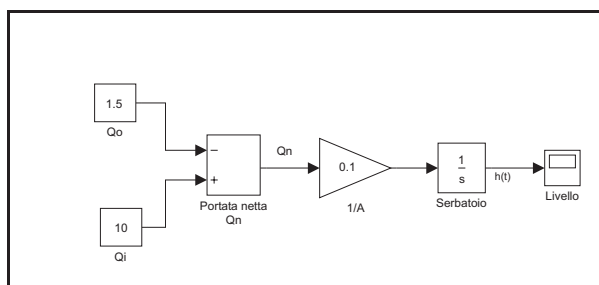 1.5
Qo
−
+
Portata netta
Qn
10
Qi
Qn
0.1
1/A
1
s
Serbatoio
h(t)
Livello